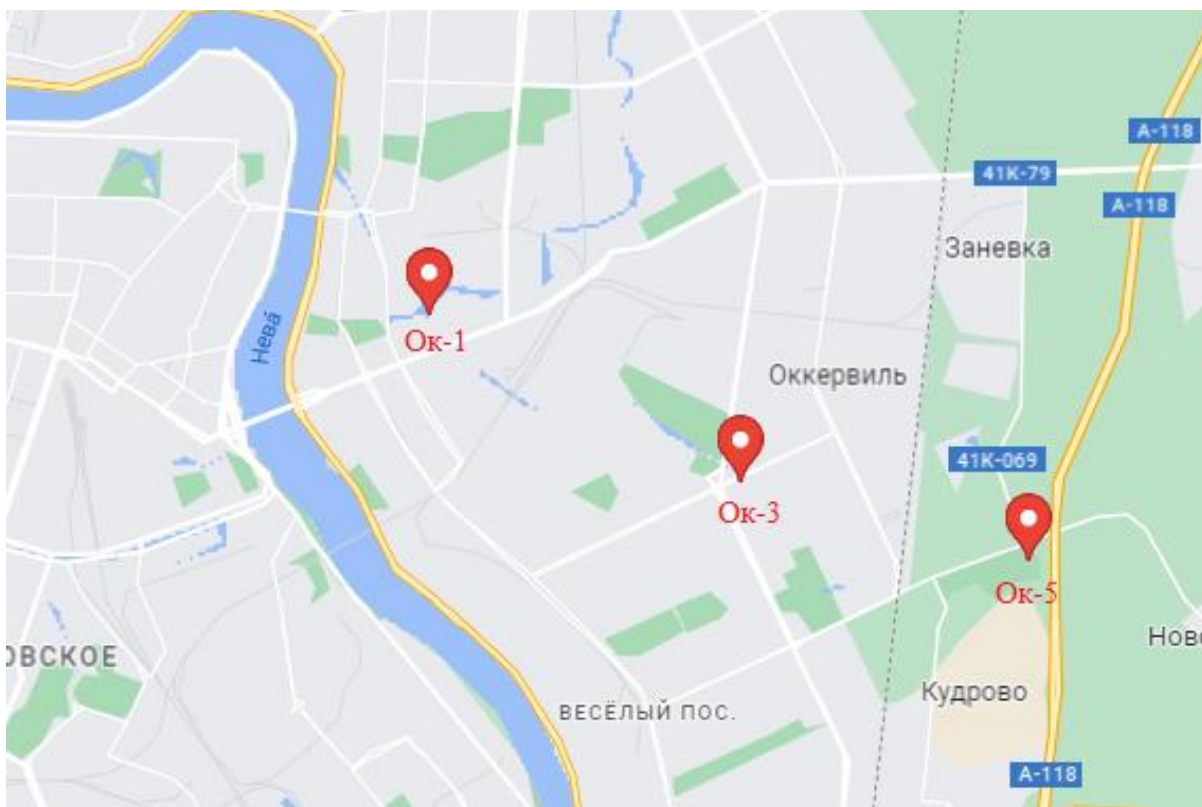 А-118
41К-79
А-118
Заневка
Нева́
Ок-1
Оккервиль
41К-069
Ок-3
Ок-5
ОВСКОЕ
Ново
Кудрово
ВЕСЁЛЫЙ ПОС.
А-118